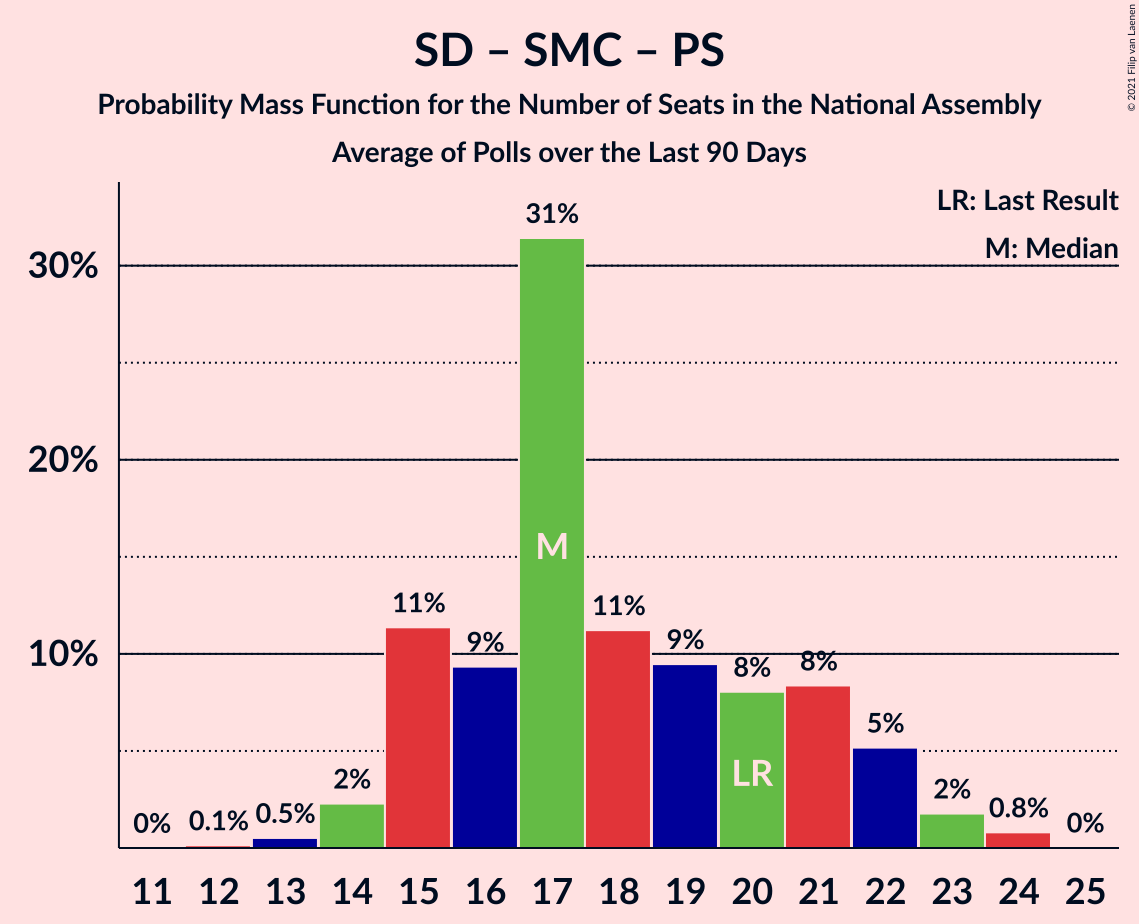 SD – SMC – PS
Probability Mass Function for the Number of Seats in the National Assembly
Average of Polls over the Last 90 Days
© 2021 Filip van Laenen
LR: Last Result
M: Median
30%
20%
10%
0%
0.1%
0.5%
2%
11%
9%
31%
11%
9%
8%
8%
5%
2%
0.8%
0%
M
LR
11 12 13 14 15 16 17 18 19 20 21 22 23 24 25